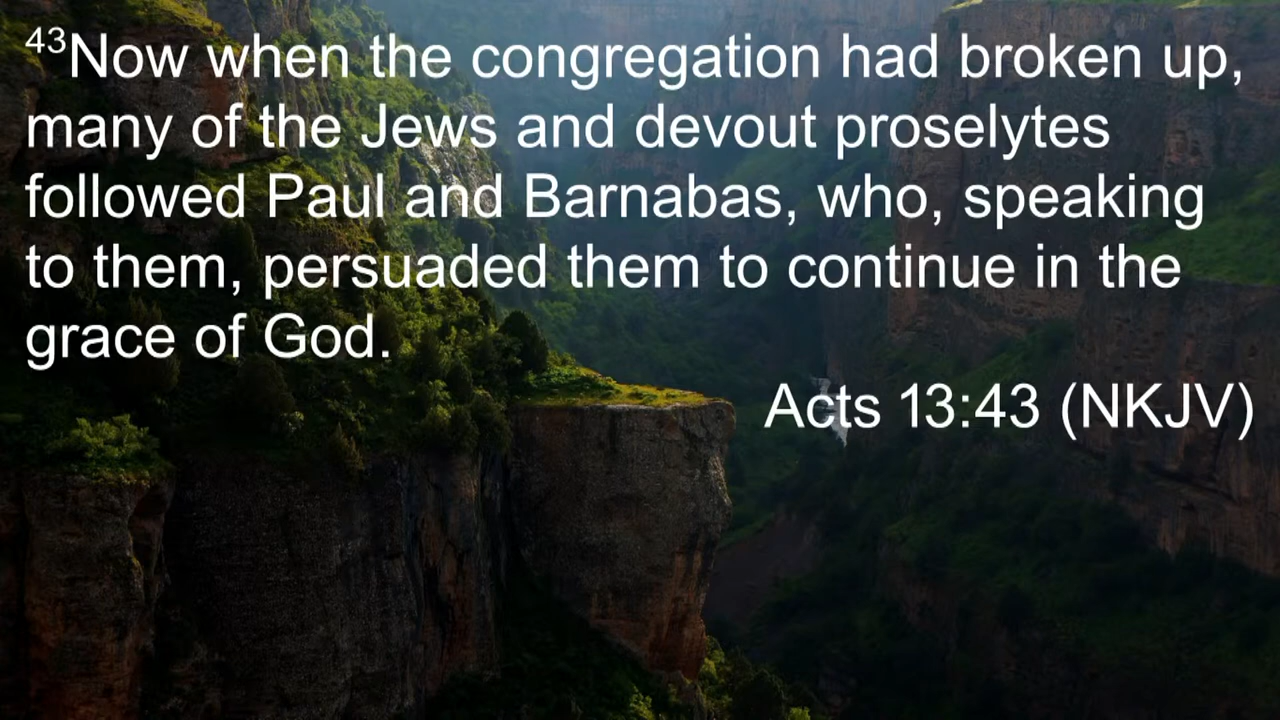 43Now when the congregation had broken up,
many of the Jews and devout proselytes
followed Paul and Barnabas, who, speaking
to them, persuaded them to continue in the
grace of God.
Acts 13:43 (NKJV)